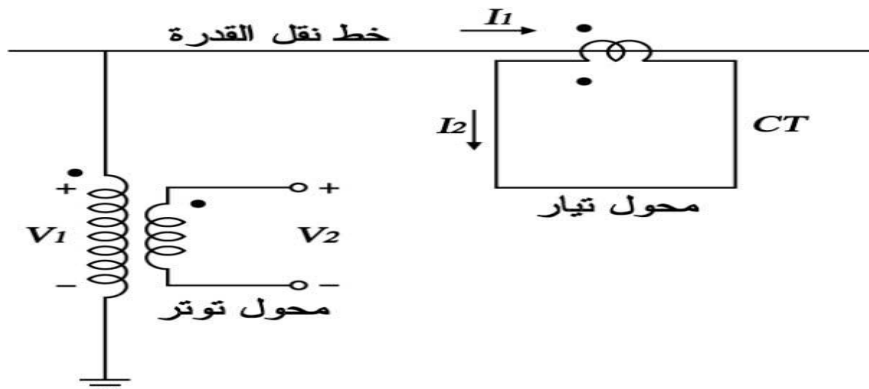 خط نقل القدرة
I1
I2
CT
محول تيار
+ +
V1 V2
− −
محول توتر